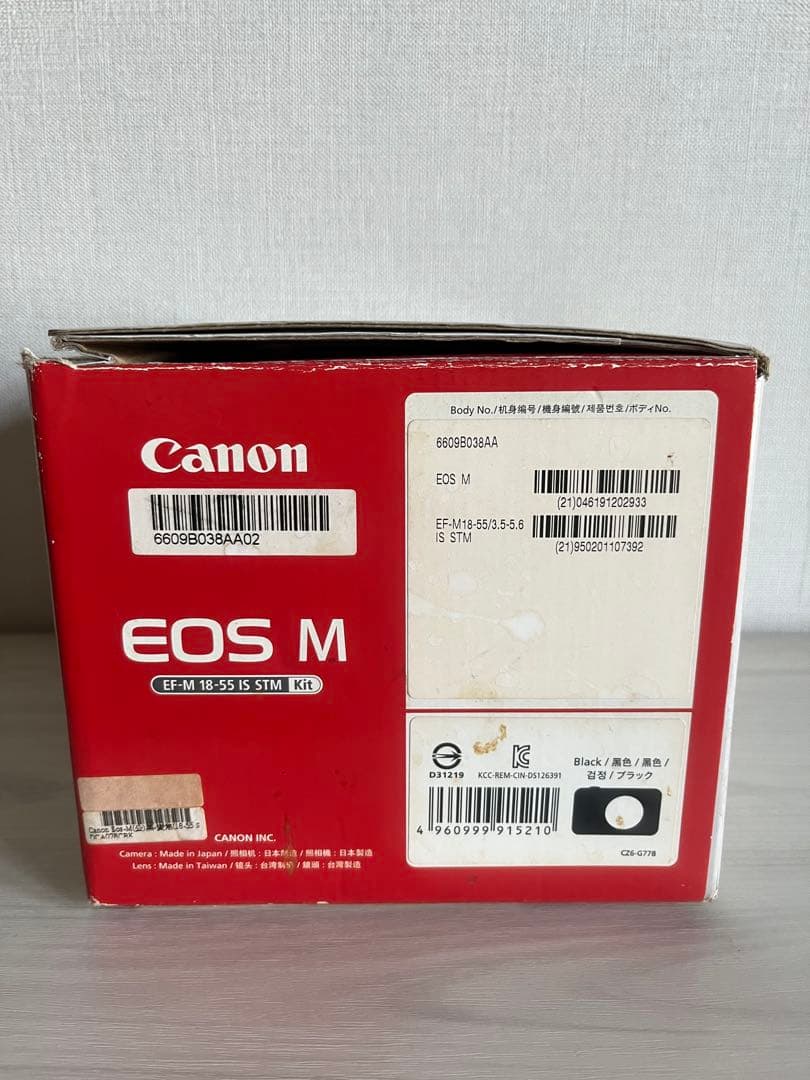 Canon
6609B038AA02
EOS M
EF-M 18-55 IS STM Kit
CANON INC.
Camera : Made in Japan / 照相机 : 日本制造 / 照相機 : 日本製造
Lens : Made in Taiwan / 镜头 : 台湾制造 / 鏡頭 : 台灣製造
Canon Eos-M
18-55 s
Body No./机身编号/機身編號/제품번호/ボディNo.
6609B038AA
EOS M
(21)046191202933
EF-M18-55/3.5-5.6
IS STM
(21)950201107392
D31219
KCC-REM-CIN-DS126391
Black / 黑色 / 黑色 /
검정 / ブラック
4 960999 915210
CZ6-G778